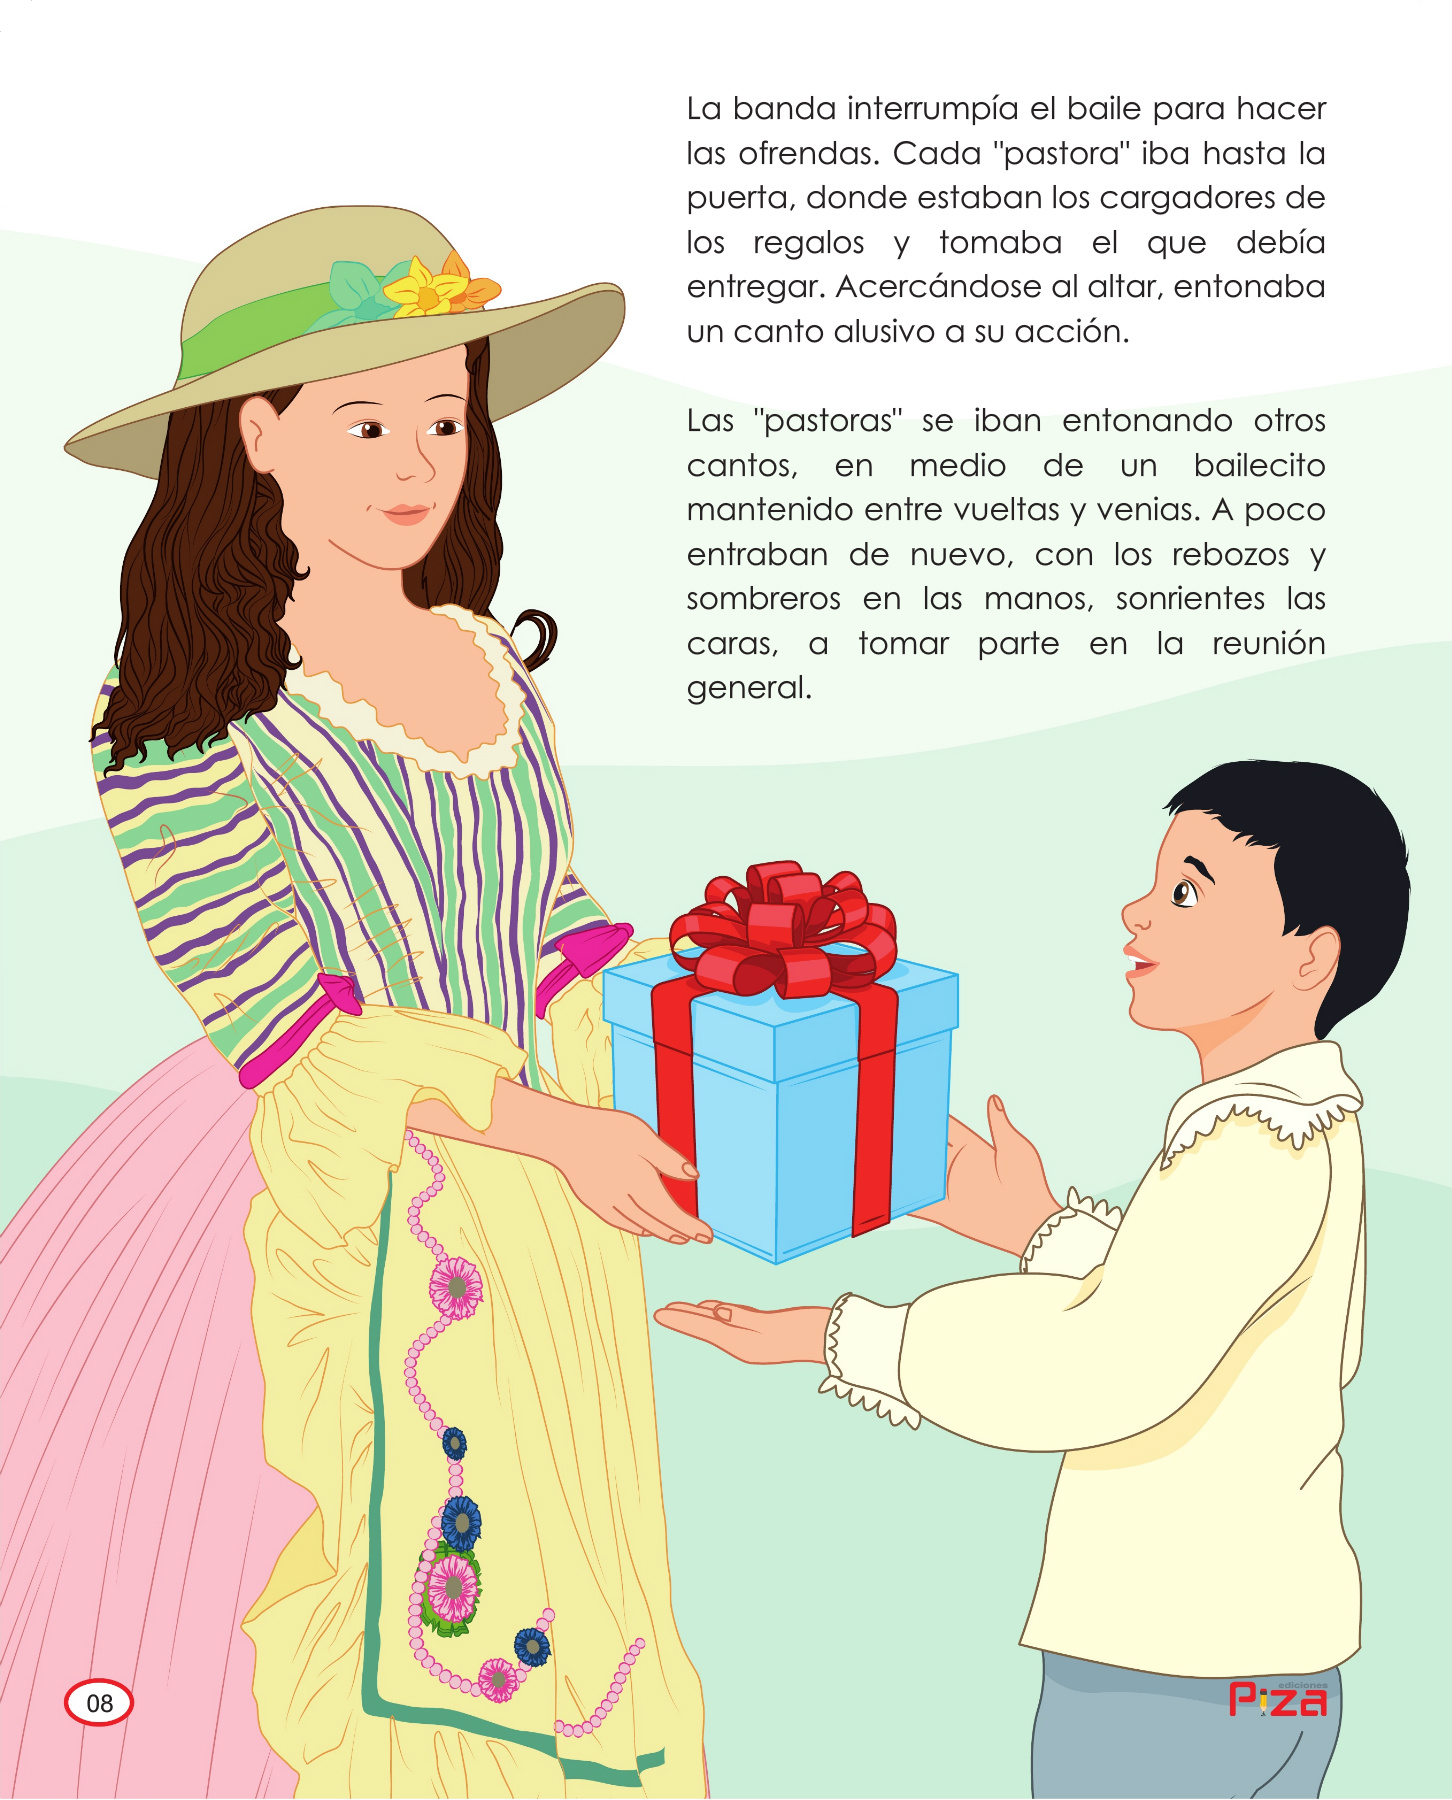 La banda interrumpía el baile para hacer
las ofrendas. Cada "pastora" iba hasta la
puerta, donde estaban los cargadores de
los regalos y tomaba el que debía
entregar. Acercándose al altar, entonaba
un canto alusivo a su acción.
Las "pastoras" se iban entonando otros
cantos, en medio de un bailecito
mantenido entre vueltas y venias. A poco
entraban de nuevo, con los rebozos y
sombreros en las manos, sonrientes las
caras, a tomar parte en la reunión
general.
08
ediciones
Piza